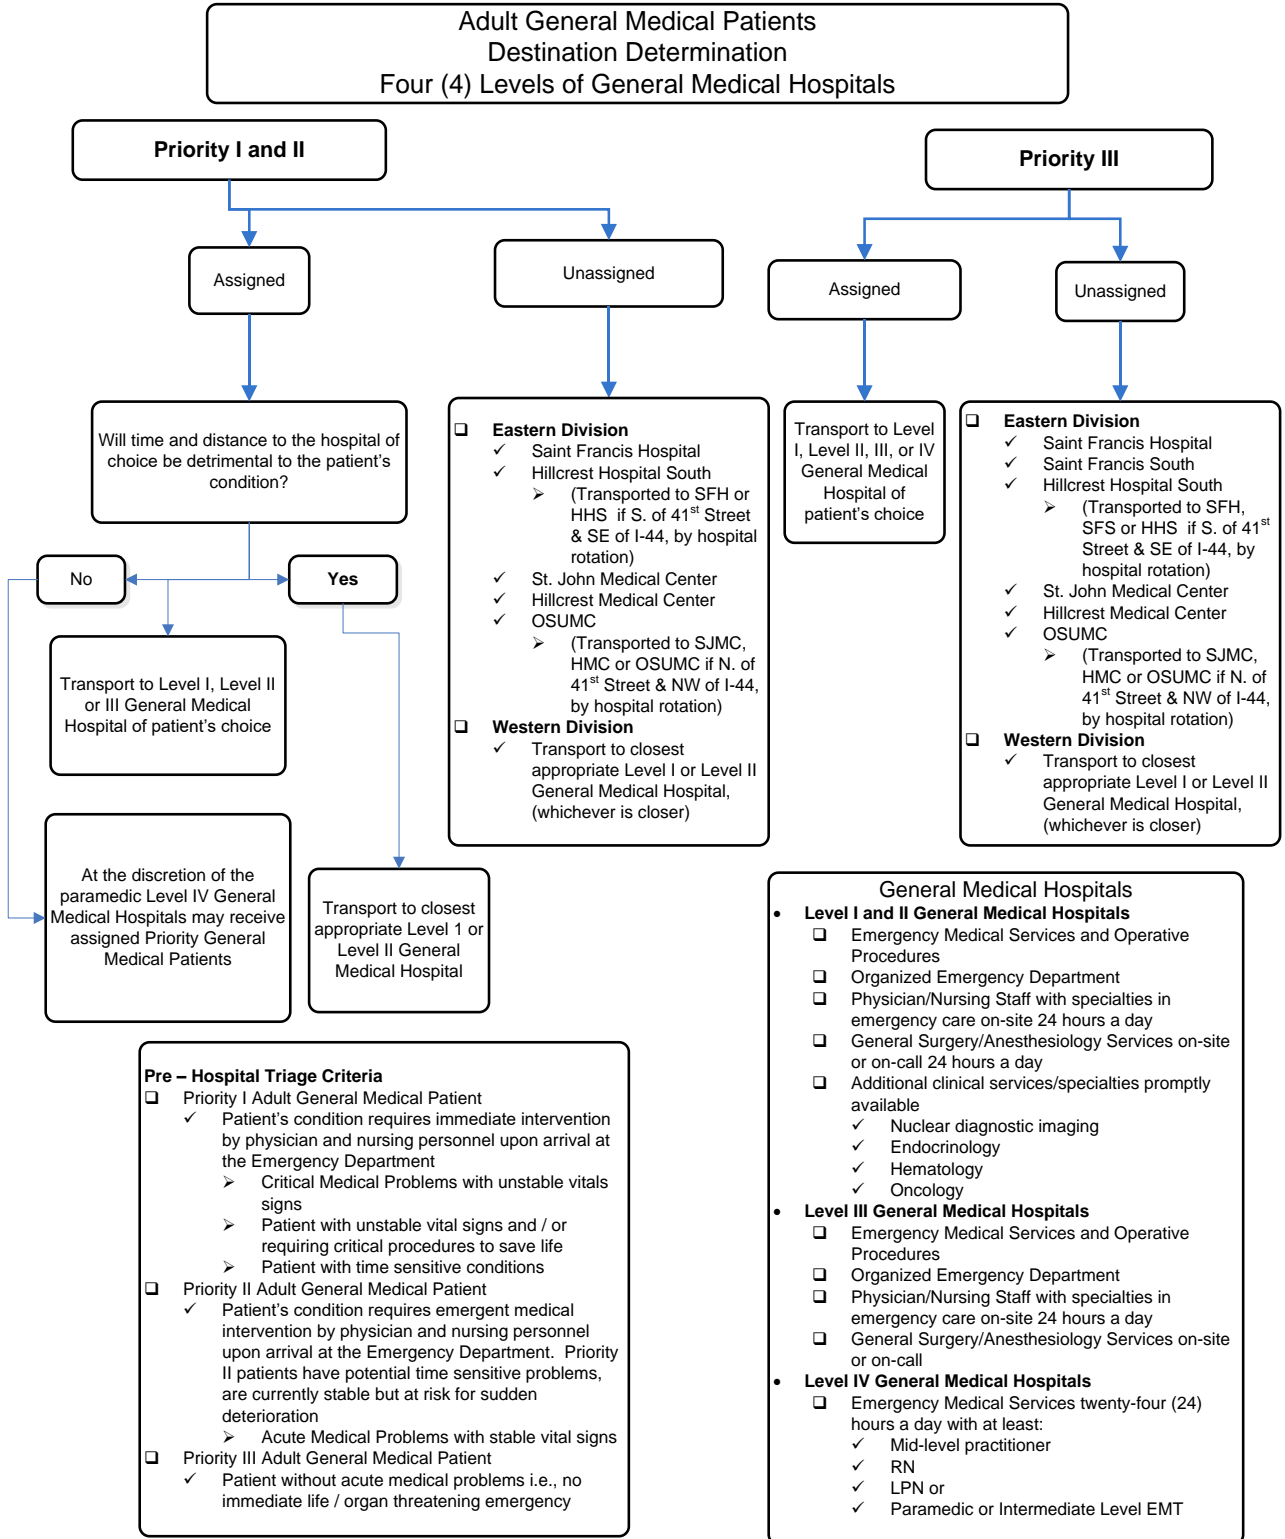 Adult General Medical Patients
Destination Determination
Four (4) Levels of General Medical Hospitals
Priority I and II
Priority III
Assigned
Unassigned
Assigned
Unassigned
Will time and distance to the hospital of
choice be detrimental to the patient's
condition?
No
Yes
Transport to Level I, Level II
or III General Medical
Hospital of patient's choice
At the discretion of the
paramedic Level IV General
Medical Hospitals may receive
assigned Priority General
Medical Patients
Transport to closest
appropriate Level 1 or
Level II General
Medical Hospital
❑ Eastern Division
✓ Saint Francis Hospital
✓ Hillcrest Hospital South
➢ (Transported to SFH or
HHS if S. of 41st Street
& SE of I-44, by hospital
rotation)
✓ St. John Medical Center
✓ Hillcrest Medical Center
✓ OSUMC
➢ (Transported to SJMC,
HMC or OSUMC if N. of
41st Street & NW of I-44,
by hospital rotation)
❑ Western Division
✓ Transport to closest
appropriate Level I or Level II
General Medical Hospital,
(whichever is closer)
Transport to Level
I, Level II, III, or IV
General Medical
Hospital of
patient's choice
❑ Eastern Division
✓ Saint Francis Hospital
✓ Saint Francis South
✓ Hillcrest Hospital South
➢ (Transported to SFH,
SFS or HHS if S. of 41st
Street & SE of I-44, by
hospital rotation)
✓ St. John Medical Center
✓ Hillcrest Medical Center
✓ OSUMC
➢ (Transported to SJMC,
HMC or OSUMC if N. of
41st Street & NW of I-44,
by hospital rotation)
❑ Western Division
✓ Transport to closest
appropriate Level I or Level II
General Medical Hospital,
(whichever is closer)
Pre – Hospital Triage Criteria
❑ Priority I Adult General Medical Patient
✓ Patient's condition requires immediate intervention
by physician and nursing personnel upon arrival at
the Emergency Department
➢ Critical Medical Problems with unstable vitals
signs
➢ Patient with unstable vital signs and / or
requiring critical procedures to save life
➢ Patient with time sensitive conditions
❑ Priority II Adult General Medical Patient
✓ Patient's condition requires emergent medical
intervention by physician and nursing personnel
upon arrival at the Emergency Department. Priority
II patients have potential time sensitive problems,
are currently stable but at risk for sudden
deterioration
➢ Acute Medical Problems with stable vital signs
❑ Priority III Adult General Medical Patient
✓ Patient without acute medical problems i.e., no
immediate life / organ threatening emergency
General Medical Hospitals
• Level I and II General Medical Hospitals
❑ Emergency Medical Services and Operative
Procedures
❑ Organized Emergency Department
❑ Physician/Nursing Staff with specialties in
emergency care on-site 24 hours a day
❑ General Surgery/Anesthesiology Services on-site
or on-call 24 hours a day
❑ Additional clinical services/specialties promptly
available
✓ Nuclear diagnostic imaging
✓ Endocrinology
✓ Hematology
✓ Oncology
• Level III General Medical Hospitals
❑ Emergency Medical Services and Operative
Procedures
❑ Organized Emergency Department
❑ Physician/Nursing Staff with specialties in
emergency care on-site 24 hours a day
❑ General Surgery/Anesthesiology Services on-site
or on-call
• Level IV General Medical Hospitals
❑ Emergency Medical Services twenty-four (24)
hours a day with at least:
✓ Mid-level practitioner
✓ RN
✓ LPN or
✓ Paramedic or Intermediate Level EMT